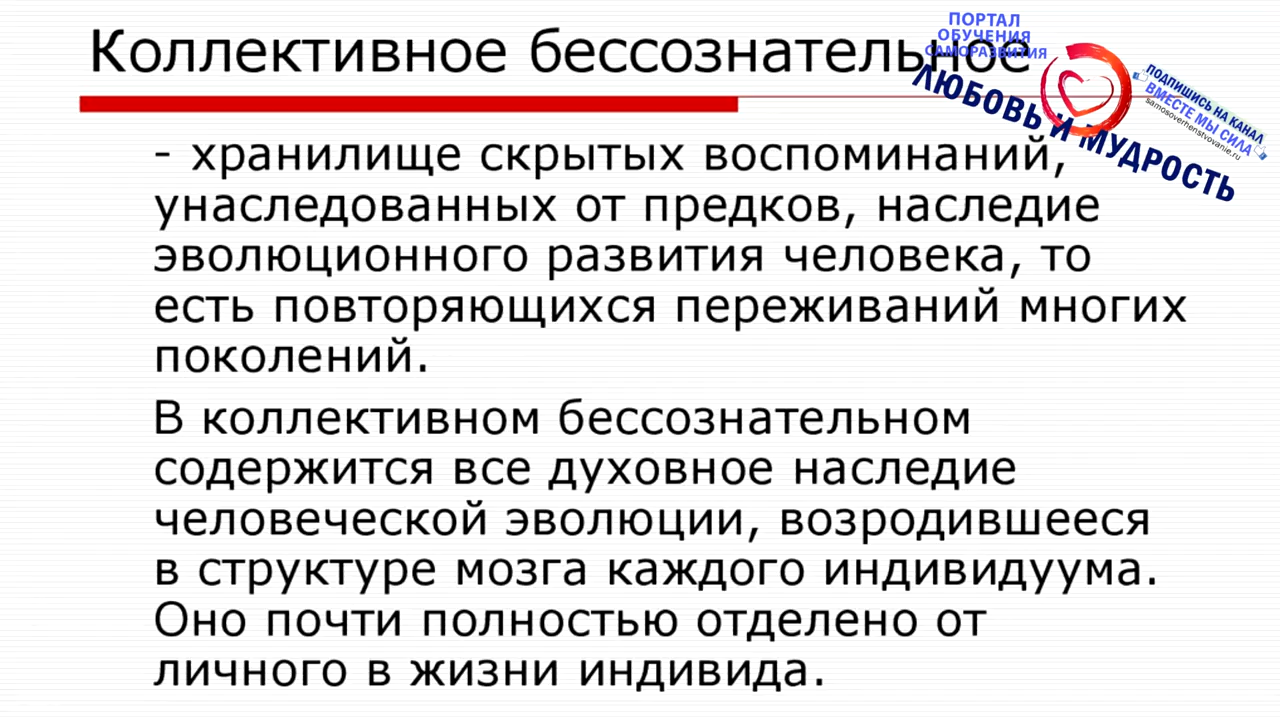 Коллективное бессознательное
ПОРТАЛ
ОБУЧЕНИЯ
САМОРАЗВИТИЯ
ЛЮБОВЬ И МУДРОСТЬ
ПОДПИШИСЬ НА КАНАЛ
ВМЕСТЕ МЫ СИЛА
samosoverhenstvovanie.ru
- хранилище скрытых воспоминаний,
унаследованных от предков, наследие
эволюционного развития человека, то
есть повторяющихся переживаний многих
поколений.
В коллективном бессознательном
содержится все духовное наследие
человеческой эволюции, возродившееся
в структуре мозга каждого индивидуума.
Оно почти полностью отделено от
личного в жизни индивида.